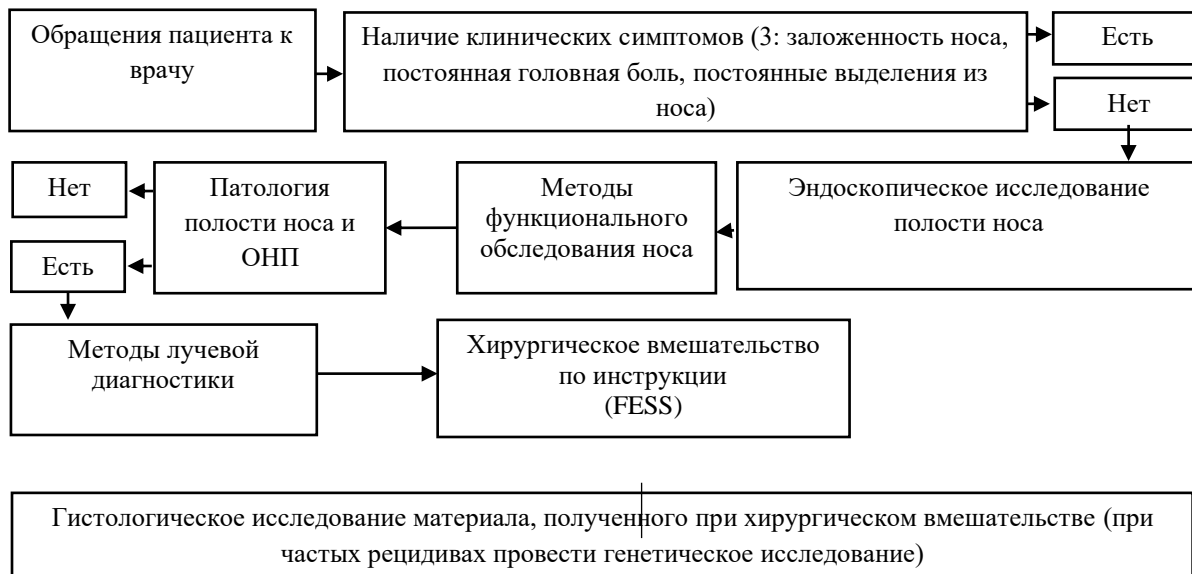 Обращения пациента к
врачу
Наличие клинических симптомов (3: заложенность носа,
постоянная головная боль, постоянные выделения из
носа)
Есть
Нет
Эндоскопическое исследование
полости носа
Методы
функционального
обследования носа
Патология
полости носа и
ОНП
Нет
Есть
Методы лучевой
диагностики
Хирургическое вмешательство
по инструкции
(FESS)
Гистологическое исследование материала, полученного при хирургическом вмешательстве (при
частых рецидивах провести генетическое исследование)